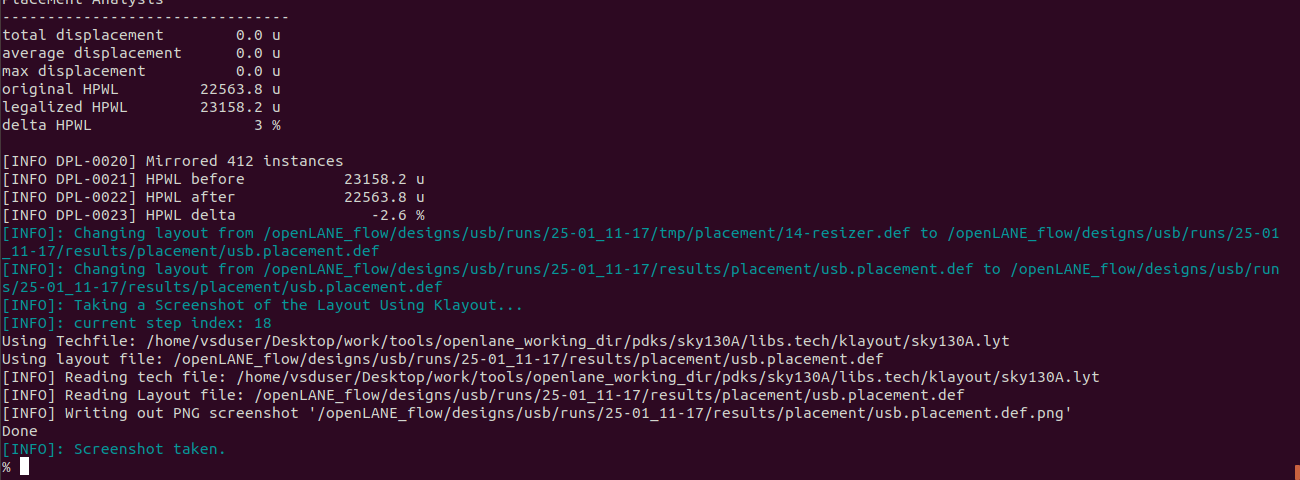 Placement Analysis
--------------------------------
total displacement        0.0 u
average displacement      0.0 u
max displacement          0.0 u
original HPWL         22563.8 u
legalized HPWL        23158.2 u
delta HPWL                  3 %
[INFO DPL-0020] Mirrored 412 instances
[INFO DPL-0021] HPWL before           23158.2 u
[INFO DPL-0022] HPWL after            22563.8 u
[INFO DPL-0023] HPWL delta               -2.6 %
[INFO]: Changing layout from /openLANE_flow/designs/usb/runs/25-01_11-17/tmp/placement/14-resizer.def to /openLANE_flow/designs/usb/runs/25-01
_11-17/results/placement/usb.placement.def
[INFO]: Changing layout from /openLANE_flow/designs/usb/runs/25-01_11-17/results/placement/usb.placement.def to /openLANE_flow/designs/usb/run
s/25-01_11-17/results/placement/usb.placement.def
[INFO]: Taking a Screenshot of the Layout Using Klayout...
[INFO]: current step index: 18
Using Techfile: /home/vsduser/Desktop/work/tools/openlane_working_dir/pdks/sky130A/libs.tech/klayout/sky130A.lyt
Using layout file: /openLANE_flow/designs/usb/runs/25-01_11-17/results/placement/usb.placement.def
[INFO] Reading tech file: /home/vsduser/Desktop/work/tools/openlane_working_dir/pdks/sky130A/libs.tech/klayout/sky130A.lyt
[INFO] Reading Layout file: /openLANE_flow/designs/usb/runs/25-01_11-17/results/placement/usb.placement.def
[INFO] Writing out PNG screenshot '/openLANE_flow/designs/usb/runs/25-01_11-17/results/placement/usb.placement.def.png'
Done
[INFO]: Screenshot taken.
%